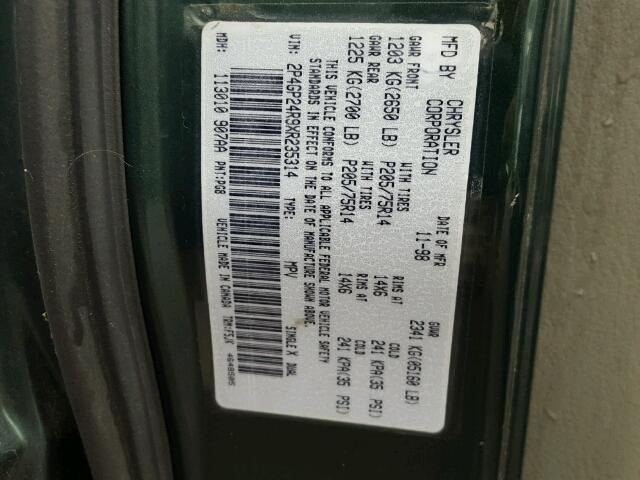 MFD BY CHRYSLER CORPORATION DATE OF MFR 11-98 GVWR 2341 KG(05160 LB)
GAWR FRONT WITH TIRES RIMS AT COLD
1203 KG(2650 LB) P205/75R14 14X6 241 KPA(35 PSI)
GAWR REAR WITH TIRES RIMS AT COLD
1225 KG(2700 LB) P205/75R14 14X6 241 KPA(35 PSI)
THIS VEHICLE CONFORMS TO ALL APPLICABLE FEDERAL MOTOR VEHICLE SAFETY
STANDARDS IN EFFECT ON THE DATE OF MANUFACTURE SHOWN ABOVE.
VIN: 2P4GP24R9XR235314 TYPE: MPV SINGLE X DUAL
MDH: 113010 907AA PNT:PGB VEHICLE MADE IN CANADA TRM:FSJK 4648505